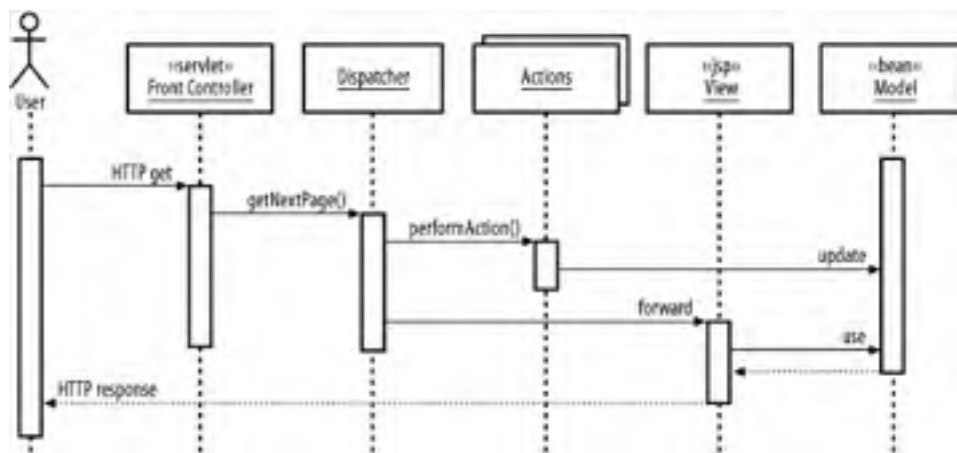 «servlet»
Front Controller
Dispatcher
Actions
«jsp»
View
«bean»
Model
User
HTTP get
getNextPage()
performAction()
update
forward
use
HTTP response